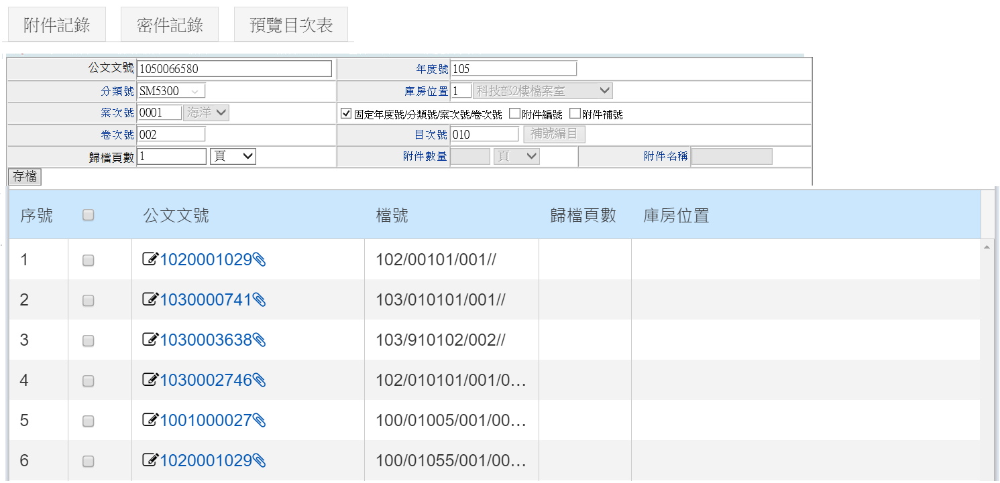 附件記錄 密件記錄 預覽目次表
公文文號 1050066580 年度號 105
分類號 SM5300 庫房位置 1 科技部2樓檔案室
案次號 0001 海洋 固定年度號/分類號/案次號/卷次號 附件編號 附件補號
卷次號 002 目次號 010 補號編目
歸檔頁數 1 頁 附件數量 頁 附件名稱
存檔
序號 公文文號 檔號 歸檔頁數 庫房位置
1 1020001029 102/00101/001//
2 1030000741 103/010101/001//
3 1030003638 103/910102/002//
4 1030002746 102/010101/001/0...
5 1001000027 100/01005/001/00...
6 1020001029 100/01055/001/00...